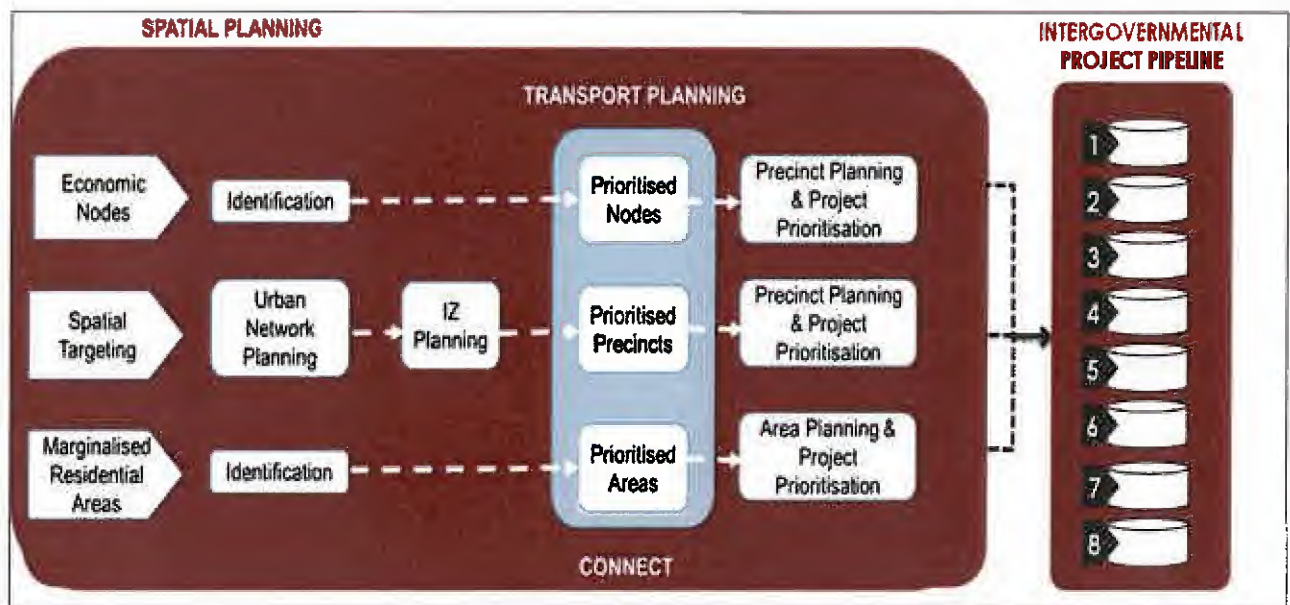 SPATIAL PLANNING
INTERGOVERNMENTAL
PROJECT PIPELINE
TRANSPORT PLANNING
Economic
Nodes
Identification
Prioritised
Nodes
Precinct Planning
& Project
Prioritisation
Spatial
Targeting
Urban
Network
Planning
IZ
Planning
Prioritised
Precincts
Precinct Planning
& Project
Prioritisation
Marginalised
Residential
Areas
Identification
Prioritised
Areas
Area Planning &
Project
Prioritisation
CONNECT
1
2
3
4
5
6
7
8